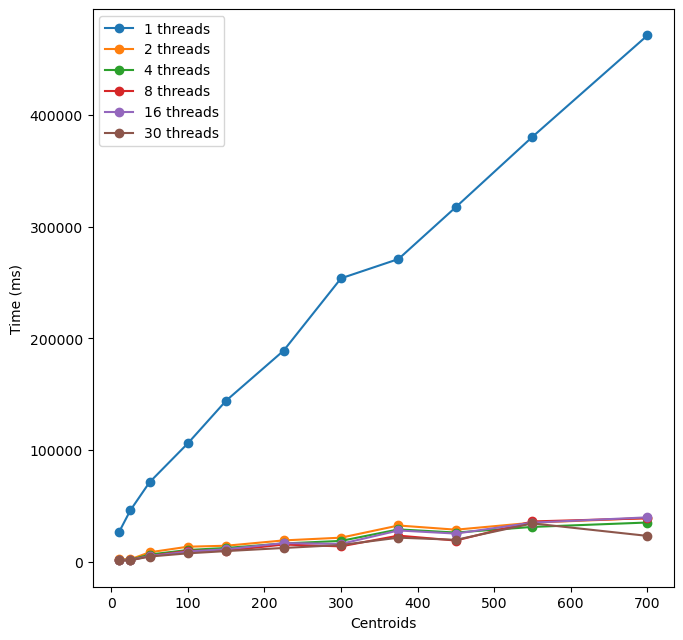 1 threads
2 threads
4 threads
8 threads
16 threads
30 threads
400000
300000
200000
100000
0
Time (ms)
0 100 200 300 400 500 600 700
Centroids